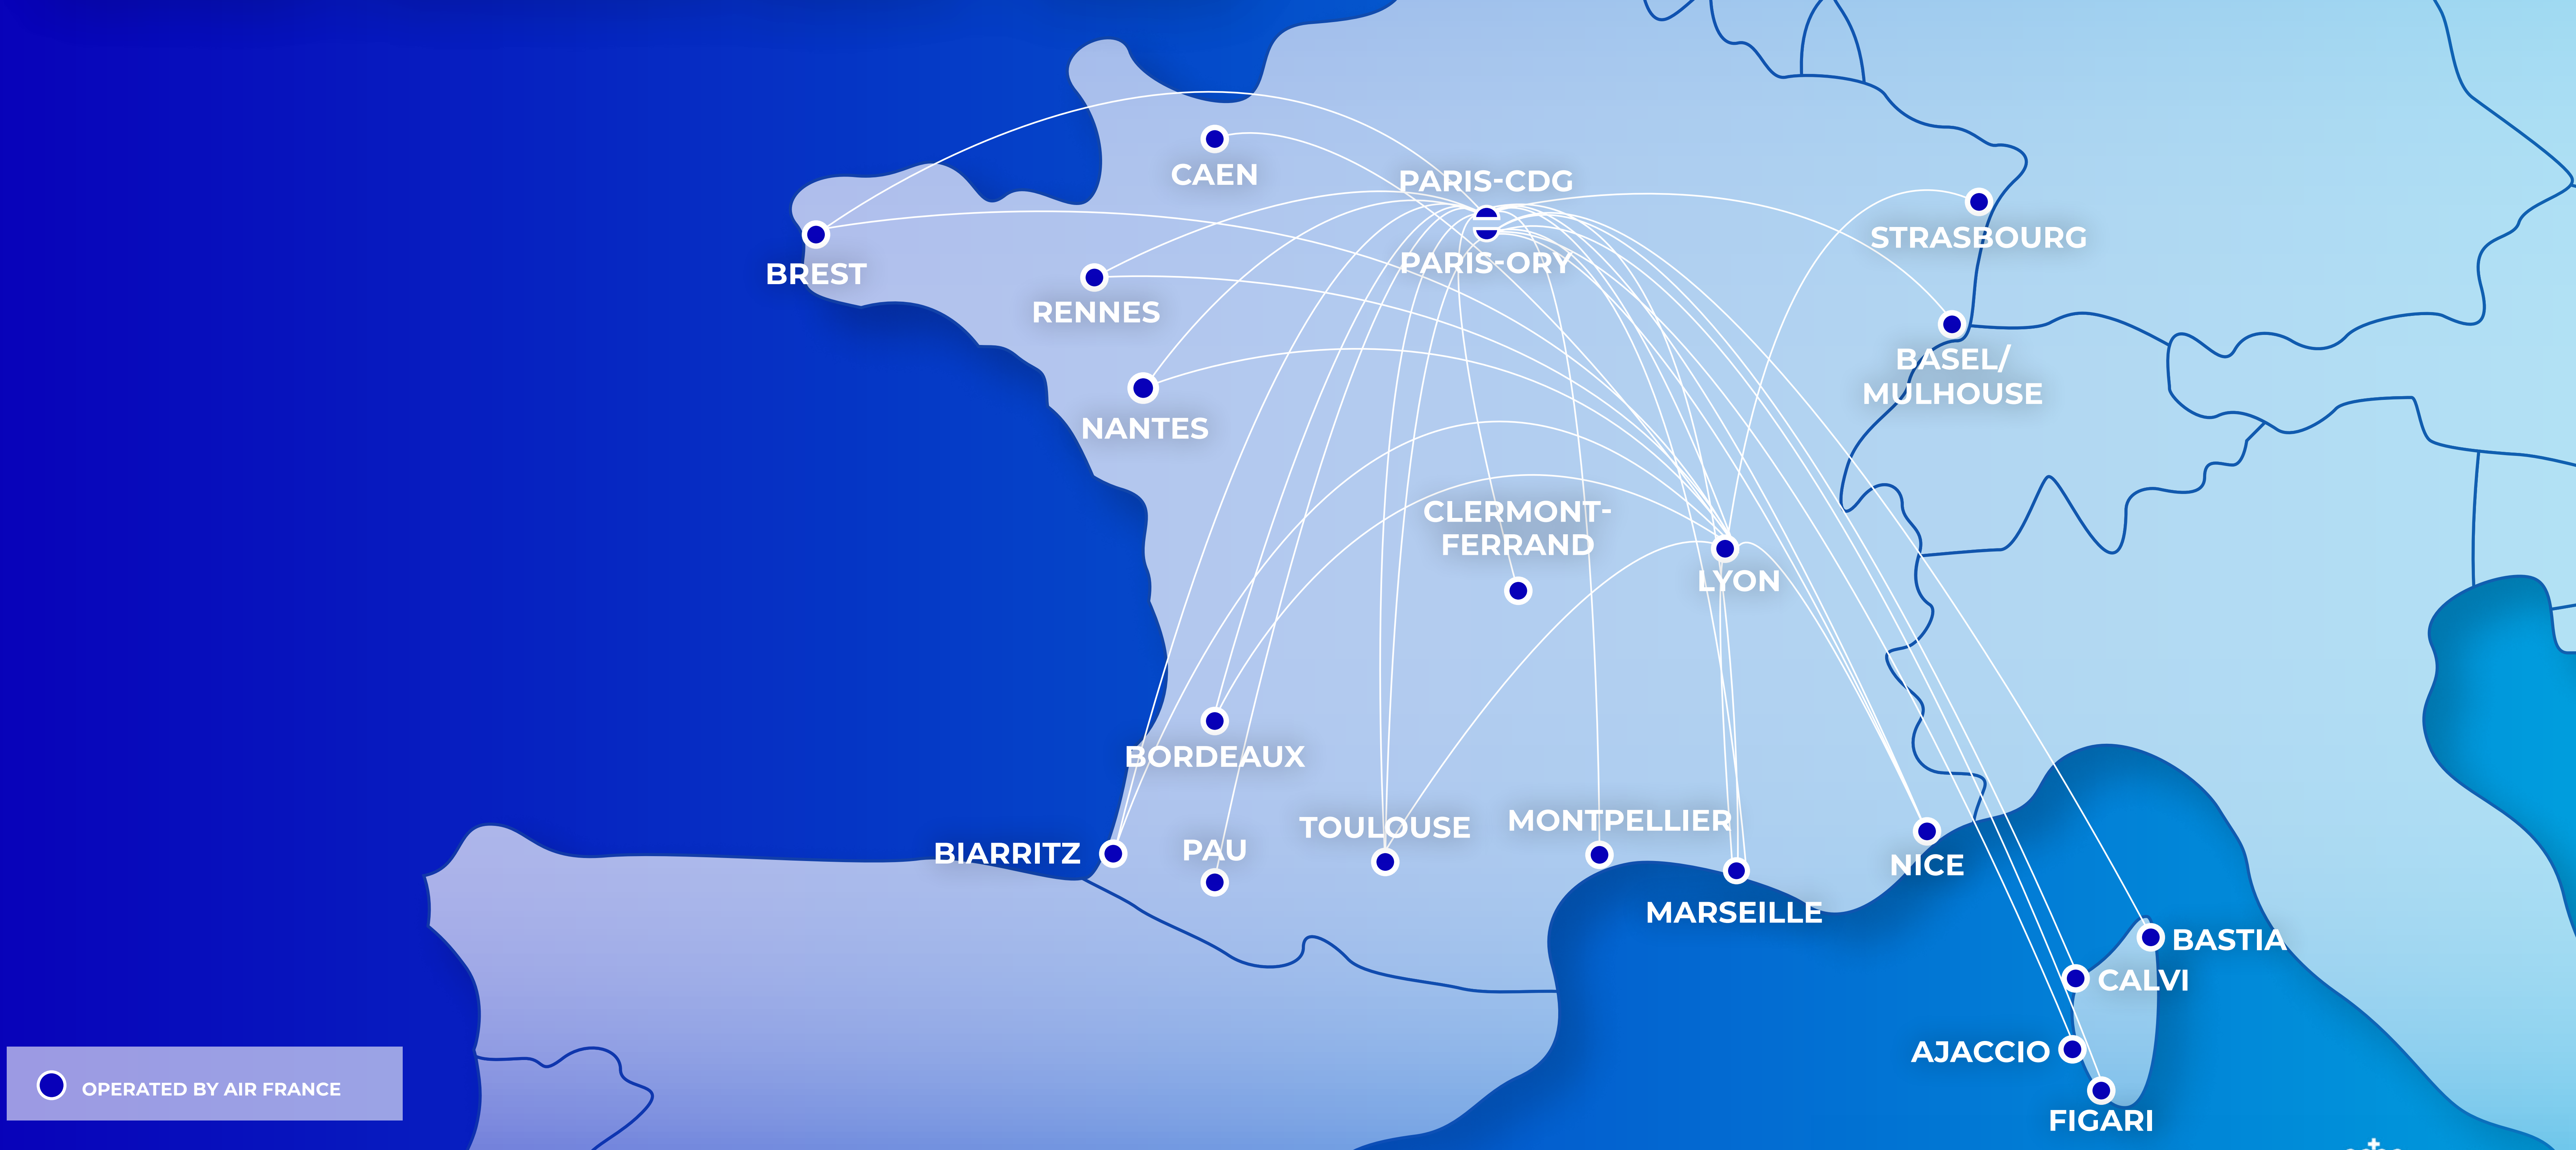 CAEN
PARIS-CDG
STRASBOURG
PARIS-ORY
BREST
RENNES
BASEL/
MULHOUSE
NANTES
CLERMONT-
FERRAND
LYON
BORDEAUX
BIARRITZ
PAU
TOULOUSE
MONTPELLIER
NICE
MARSEILLE
BASTIA
CALVI
AJACCIO
FIGARI
OPERATED BY AIR FRANCE